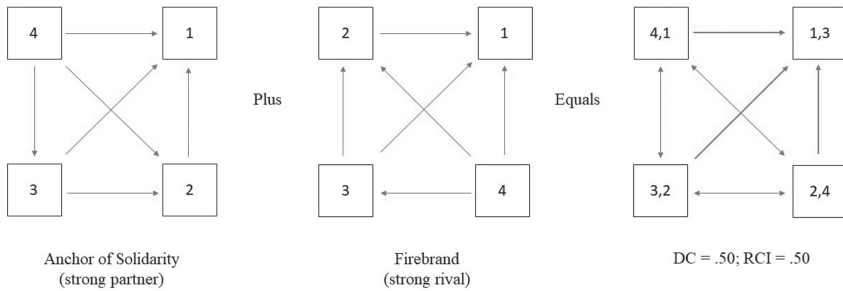 4
1
3
2
Plus
2
1
3
4
Equals
4,1
1,3
3,2
2,4
Anchor of Solidarity
(strong partner)
Firebrand
(strong rival)
DC = .50; RCI = .50